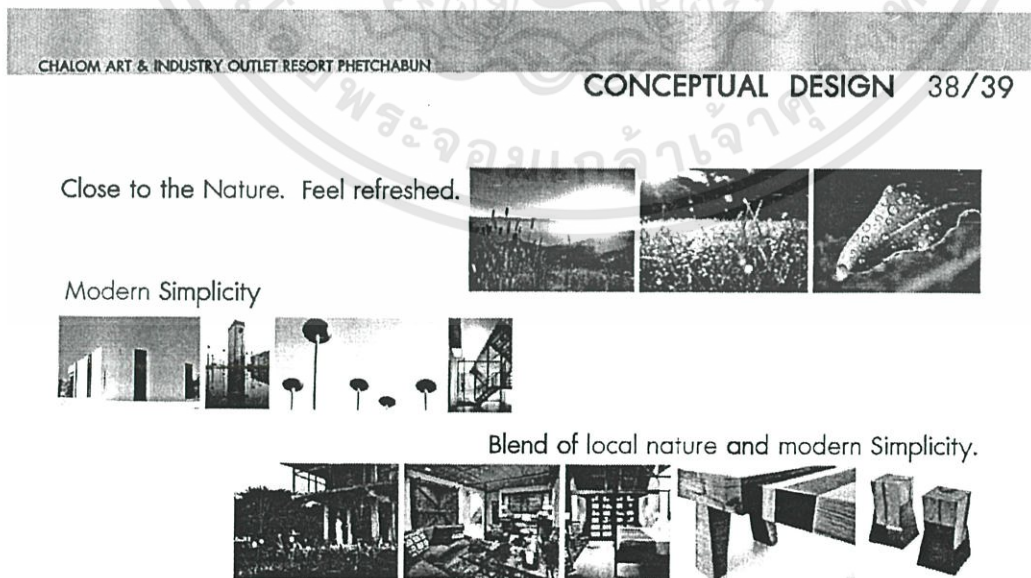 CHALOM ART & INDUSTRY OUTLET RESORT PHETCHABUN
CONCEPTUAL DESIGN 38/39
Close to the Nature. Feel refreshed.
Modern Simplicity
Blend of local nature and modern Simplicity.